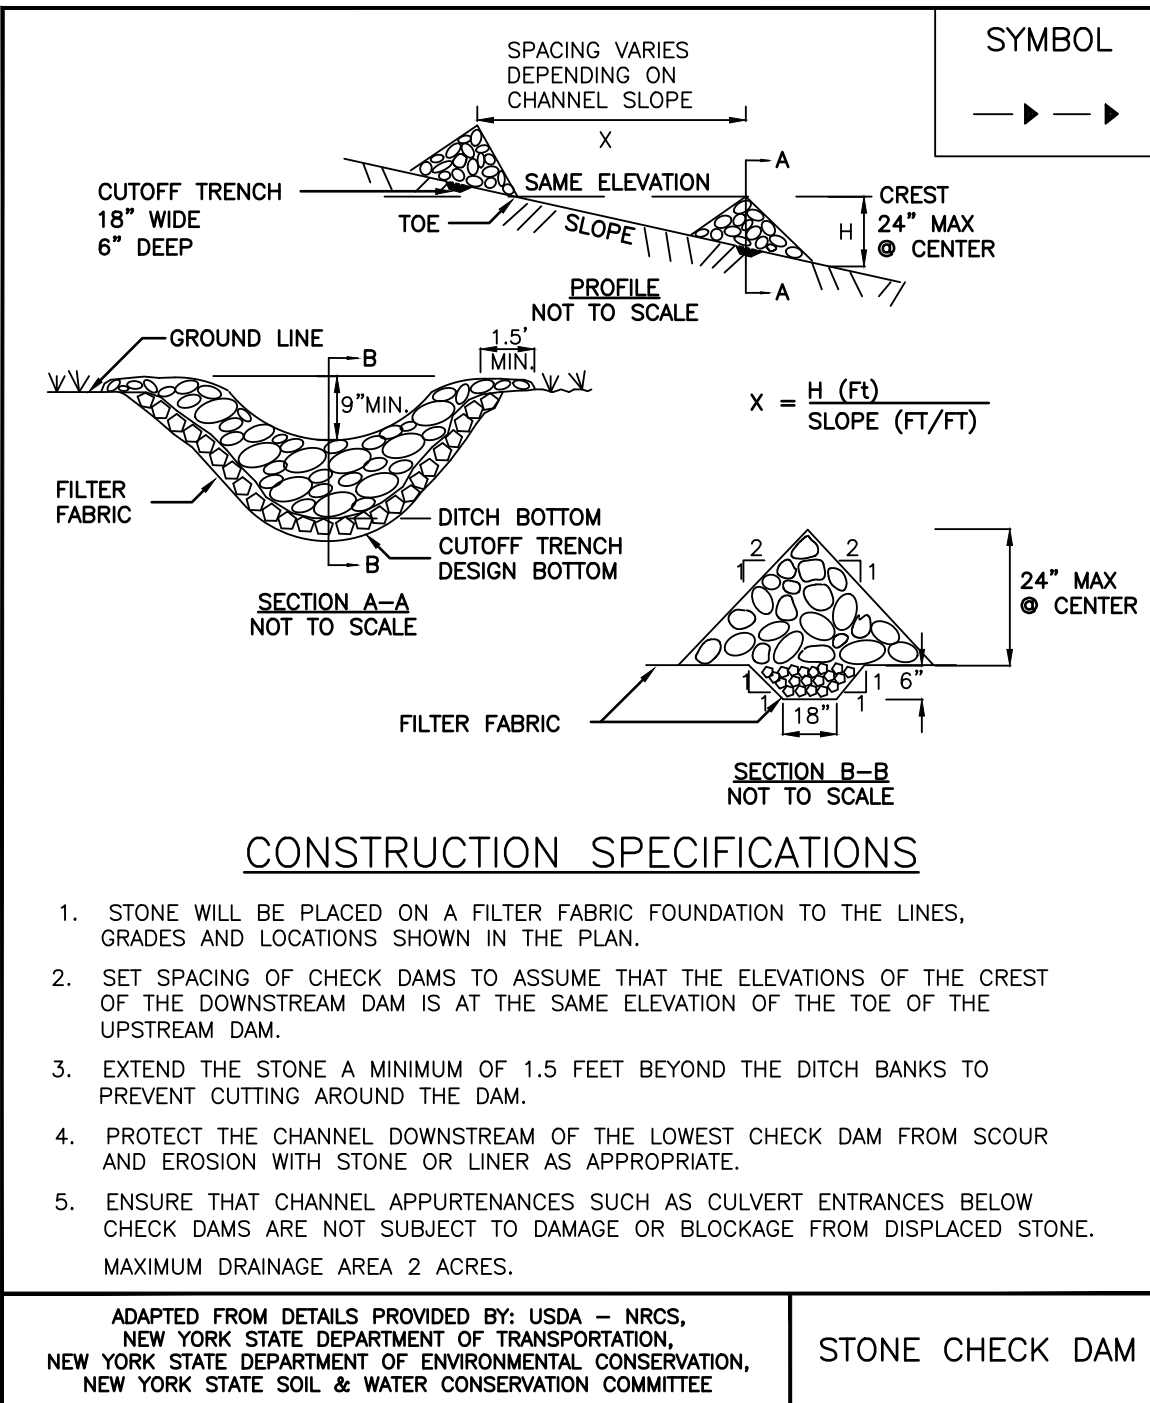 SYMBOL
SPACING VARIES
DEPENDING ON
CHANNEL SLOPE
X
A
SAME ELEVATION
CUTOFF TRENCH
18" WIDE
6" DEEP
TOE
SLOPE
CREST
24" MAX
@ CENTER
H
A
PROFILE
NOT TO SCALE
GROUND LINE
B
1.5'
MIN.
9"MIN.
X = H (Ft)
SLOPE (FT/FT)
FILTER
FABRIC
DITCH BOTTOM
CUTOFF TRENCH
DESIGN BOTTOM
B
SECTION A-A
NOT TO SCALE
2
1
2
1
24" MAX
@ CENTER
1
1
1
1
6"
18"
FILTER FABRIC
SECTION B-B
NOT TO SCALE
CONSTRUCTION SPECIFICATIONS
1. STONE WILL BE PLACED ON A FILTER FABRIC FOUNDATION TO THE LINES,
GRADES AND LOCATIONS SHOWN IN THE PLAN.
2. SET SPACING OF CHECK DAMS TO ASSUME THAT THE ELEVATIONS OF THE CREST
OF THE DOWNSTREAM DAM IS AT THE SAME ELEVATION OF THE TOE OF THE
UPSTREAM DAM.
3. EXTEND THE STONE A MINIMUM OF 1.5 FEET BEYOND THE DITCH BANKS TO
PREVENT CUTTING AROUND THE DAM.
4. PROTECT THE CHANNEL DOWNSTREAM OF THE LOWEST CHECK DAM FROM SCOUR
AND EROSION WITH STONE OR LINER AS APPROPRIATE.
5. ENSURE THAT CHANNEL APPURTENANCES SUCH AS CULVERT ENTRANCES BELOW
CHECK DAMS ARE NOT SUBJECT TO DAMAGE OR BLOCKAGE FROM DISPLACED STONE.
MAXIMUM DRAINAGE AREA 2 ACRES.
ADAPTED FROM DETAILS PROVIDED BY: USDA – NRCS,
NEW YORK STATE DEPARTMENT OF TRANSPORTATION,
NEW YORK STATE DEPARTMENT OF ENVIRONMENTAL CONSERVATION,
NEW YORK STATE SOIL & WATER CONSERVATION COMMITTEE
STONE CHECK DAM